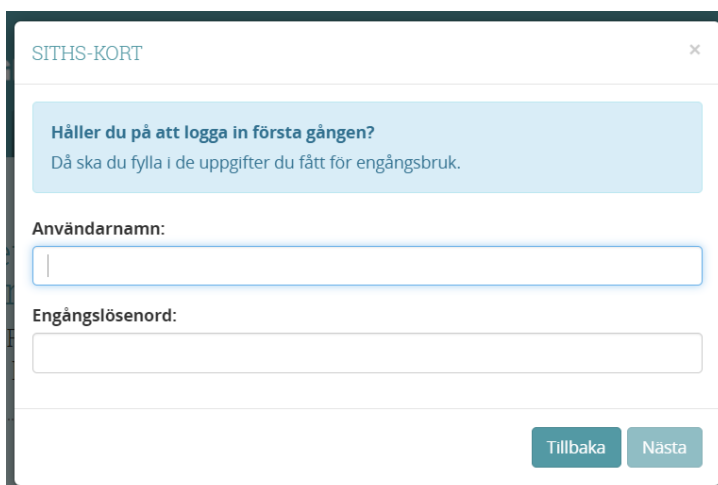 SITHS-KORT
×
Håller du på att logga in första gången?
Då ska du fylla i de uppgifter du fått för engångsbruk.
Användarnamn:
Engångslösenord:
Tillbaka
Nästa